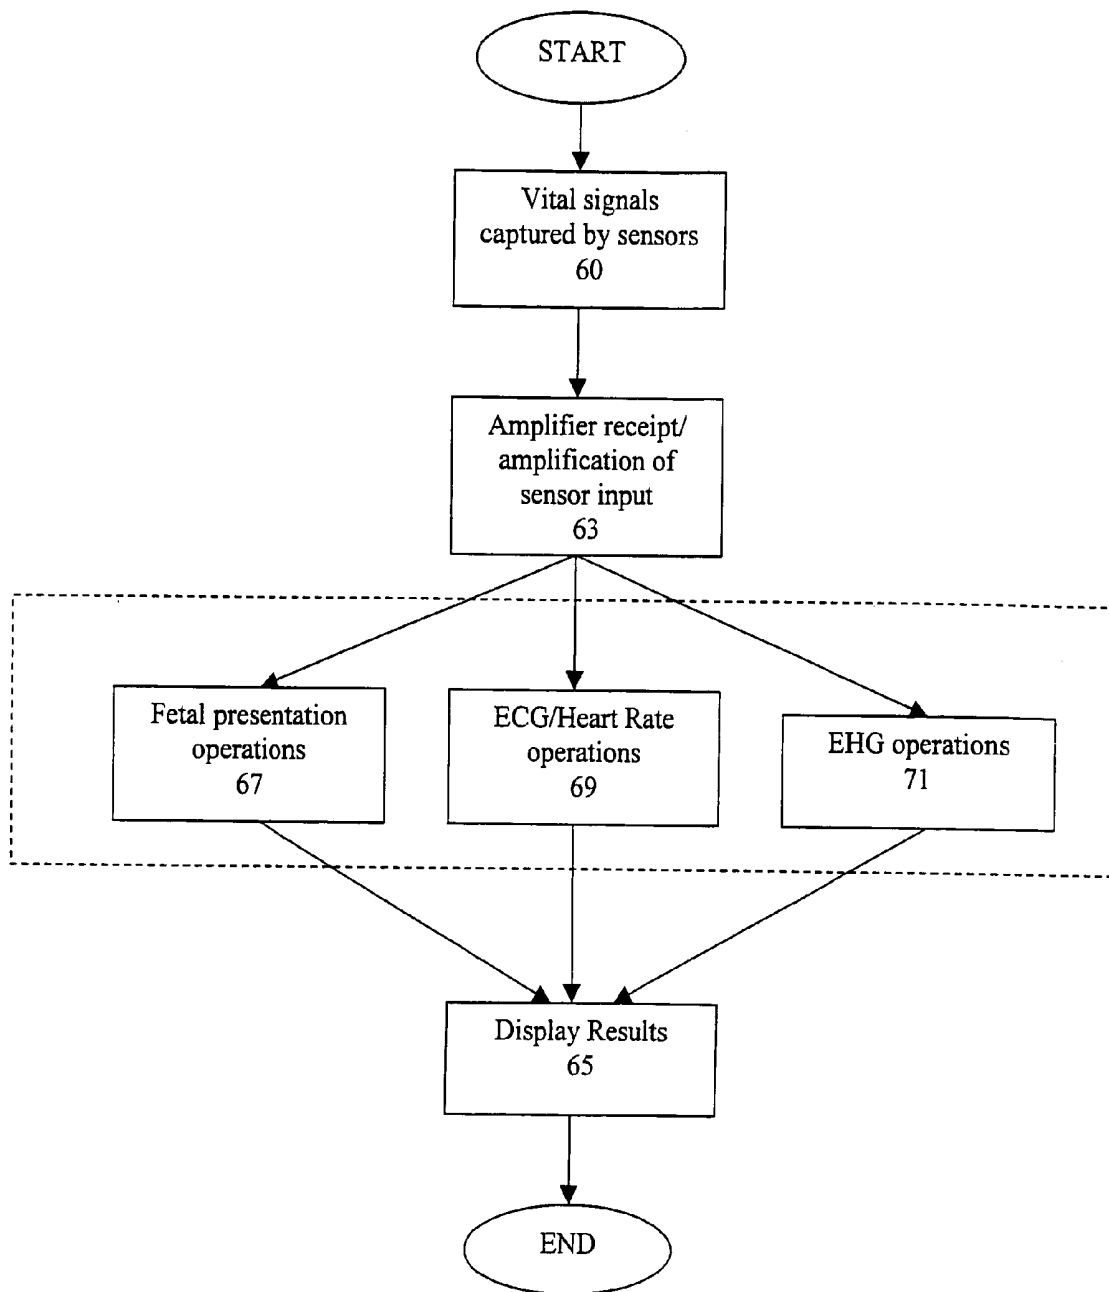 START
Vital signals
captured by sensors
60
Amplifier receipt/
amplification of
sensor input
63
Fetal presentation
operations
67
ECG/Heart Rate
operations
69
EHG operations
71
Display Results
65
END